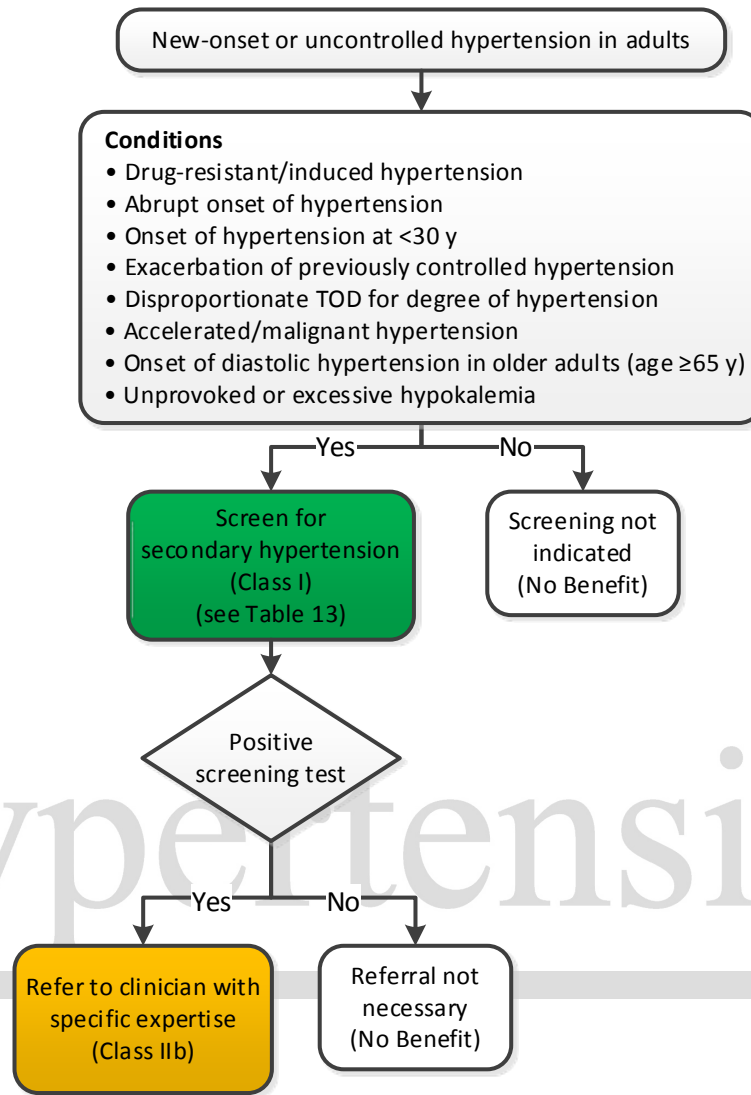 New-onset or uncontrolled hypertension in adults
Conditions
• Drug-resistant/induced hypertension
• Abrupt onset of hypertension
• Onset of hypertension at <30 y
• Exacerbation of previously controlled hypertension
• Disproportionate TOD for degree of hypertension
• Accelerated/malignant hypertension
• Onset of diastolic hypertension in older adults (age ≥65 y)
• Unprovoked or excessive hypokalemia
Yes
No
Screen for
secondary hypertension
(Class I)
(see Table 13)
Screening not
indicated
(No Benefit)
Positive
screening test
ypertensi
Yes
No
Refer to clinician with
specific expertise
(Class IIb)
Referral not
necessary
(No Benefit)